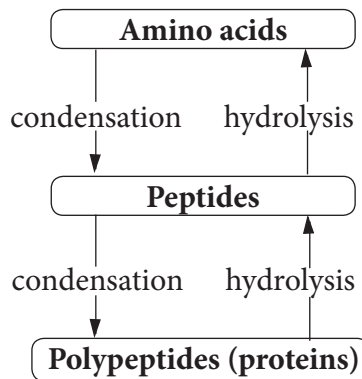 Amino acids
condensation hydrolysis
Peptides
condensation hydrolysis
Polypeptides (proteins)